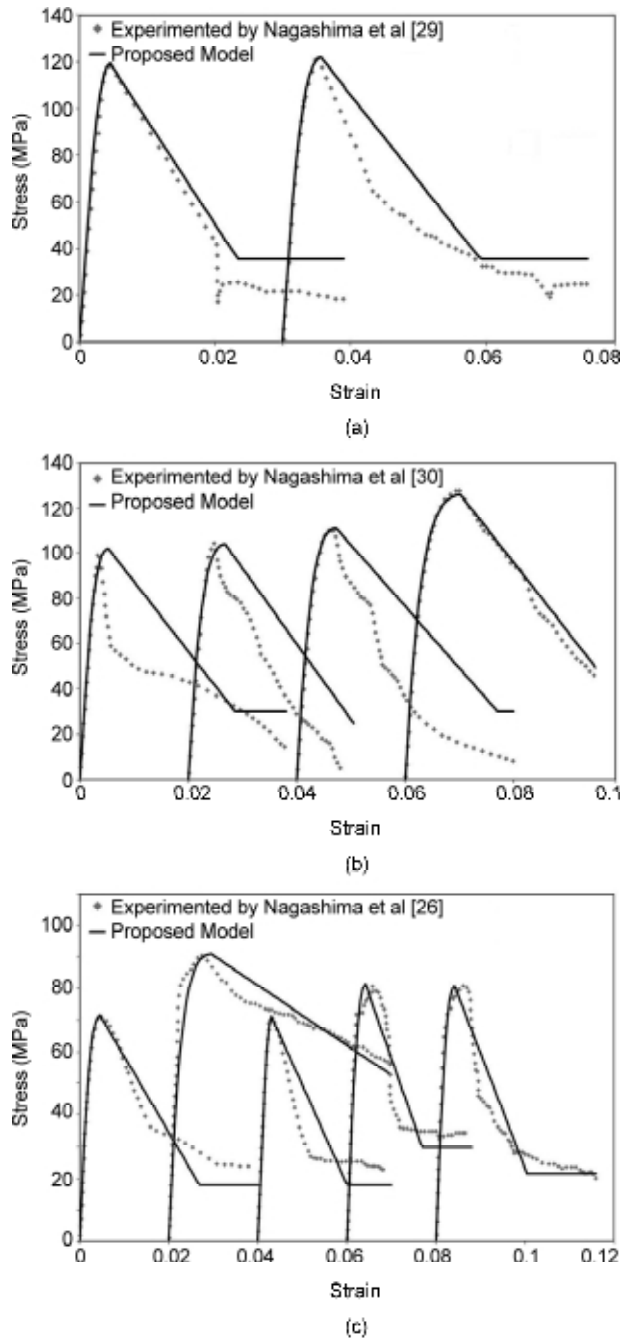 140
Experimented by Nagashima et al [29]
Proposed Model
120
100
80
60
40
20
0
Stress (MPa)
0 0.02 0.04 0.06 0.08
Strain
(a)
140
Experimented by Nagashima et al [30]
Proposed Model
120
100
80
60
40
20
0
Stress (MPa)
0 0.02 0.04 0.06 0.08 0.1
Strain
(b)
Experimented by Nagashima et al [26]
Proposed Model
100
80
60
40
20
0
Stress (MPa)
0 0.02 0.04 0.06 0.08 0.1 0.12
Strain
(c)